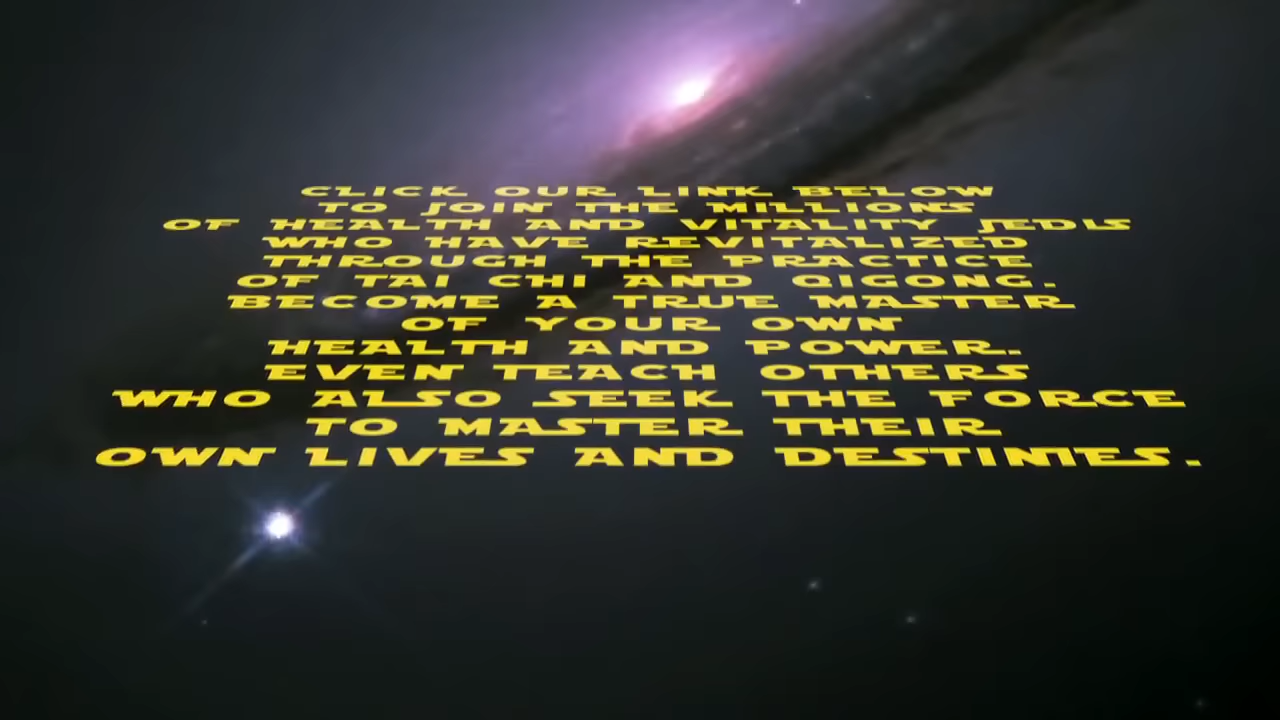 CLICK OUR LINK BELOW
TO JOIN THE MILLIONS
OF HEALTH AND VITALITY JEDIS
WHO HAVE REVITALIZED
THROUGH THE PRACTICE
OF TAI CHI AND QIGONG.
BECOME A TRUE MASTER
OF YOUR OWN
HEALTH AND POWER.
EVEN TEACH OTHERS
WHO ALSO SEEK THE FORCE
TO MASTER THEIR
OWN LIVES AND DESTINIES.